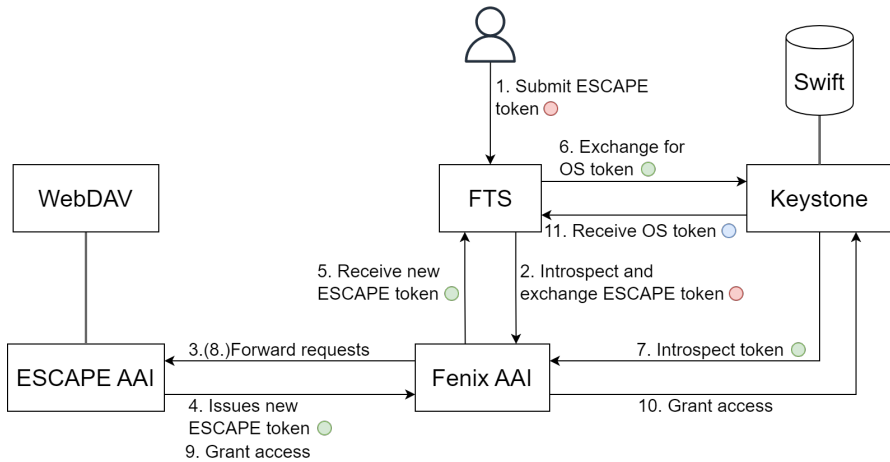 1. Submit ESCAPE
token
Swift
6. Exchange for
OS token
WebDAV
FTS
Keystone
11. Receive OS token
5. Receive new
ESCAPE token
2. Introspect and
exchange ESCAPE token
3.(8.)Forward requests
7. Introspect token
ESCAPE AAI
Fenix AAI
4. Issues new
ESCAPE token
9. Grant access
10. Grant access